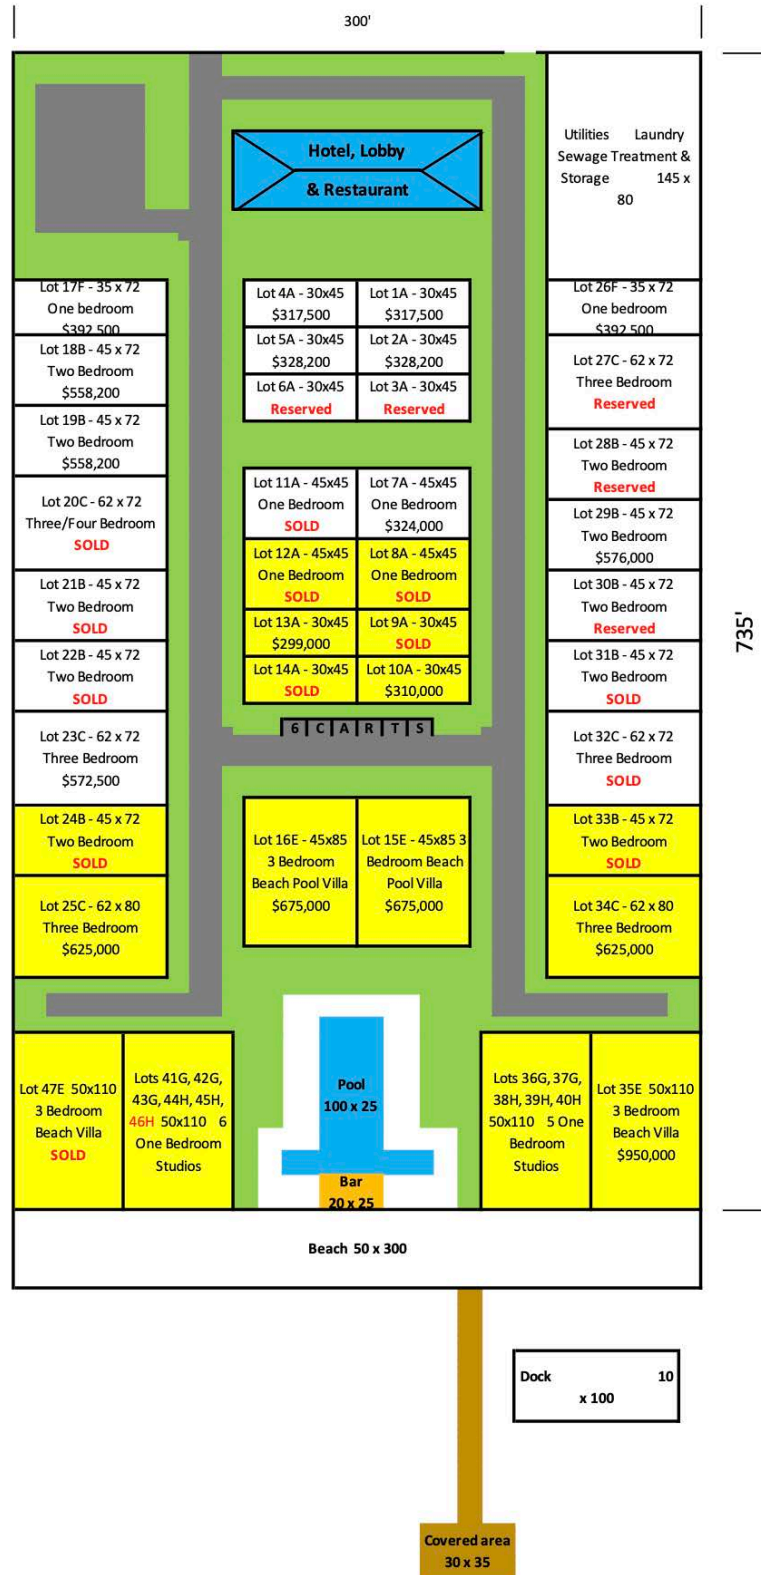 300'
Hotel, Lobby
& Restaurant
Utilities Laundry
Sewage Treatment &
Storage 145 x
80
Lot 17F - 35 x 72
One bedroom
$392,500
Lot 18B - 45 x 72
Two Bedroom
$558,200
Lot 19B - 45 x 72
Two Bedroom
$558,200
Lot 20C - 62 x 72
Three/Four Bedroom
SOLD
Lot 21B - 45 x 72
Two Bedroom
SOLD
Lot 22B - 45 x 72
Two Bedroom
SOLD
Lot 23C - 62 x 72
Three Bedroom
$572,500
Lot 24B - 45 x 72
Two Bedroom
SOLD
Lot 25C - 62 x 80
Three Bedroom
$625,000
Lot 4A - 30x45
$317,500
Lot 5A - 30x45
$328,200
Lot 6A - 30x45
Reserved
Lot 1A - 30x45
$317,500
Lot 2A - 30x45
$328,200
Lot 3A - 30x45
Reserved
Lot 11A - 45x45
One Bedroom
SOLD
Lot 12A - 45x45
One Bedroom
SOLD
Lot 13A - 30x45
$299,000
Lot 14A - 30x45
SOLD
Lot 7A - 45x45
One Bedroom
$324,000
Lot 8A - 45x45
One Bedroom
SOLD
Lot 9A - 30x45
SOLD
Lot 10A - 30x45
$310,000
6 C A R T S
Lot 16E - 45x85
3 Bedroom
Beach Pool Villa
$675,000
Lot 15E - 45x85 3
Bedroom Beach
Pool Villa
$675,000
Lot 26F - 35 x 72
One bedroom
$392,500
Lot 27C - 62 x 72
Three Bedroom
Reserved
Lot 28B - 45 x 72
Two Bedroom
Reserved
Lot 29B - 45 x 72
Two Bedroom
$576,000
Lot 30B - 45 x 72
Two Bedroom
Reserved
Lot 31B - 45 x 72
Two Bedroom
SOLD
Lot 32C - 62 x 72
Three Bedroom
SOLD
Lot 33B - 45 x 72
Two Bedroom
SOLD
Lot 34C - 62 x 80
Three Bedroom
$625,000
735'
Lot 47E 50x110
3 Bedroom
Beach Villa
SOLD
Lots 41G, 42G,
43G, 44H, 45H,
46H 50x110 6
One Bedroom
Studios
Pool
100 x 25
Bar
20 x 25
Lots 36G, 37G,
38H, 39H, 40H
50x110 5 One
Bedroom
Studios
Lot 35E 50x110
3 Bedroom
Beach Villa
$950,000
Beach 50 x 300
Dock 10
x 100
Covered area
30 x 35